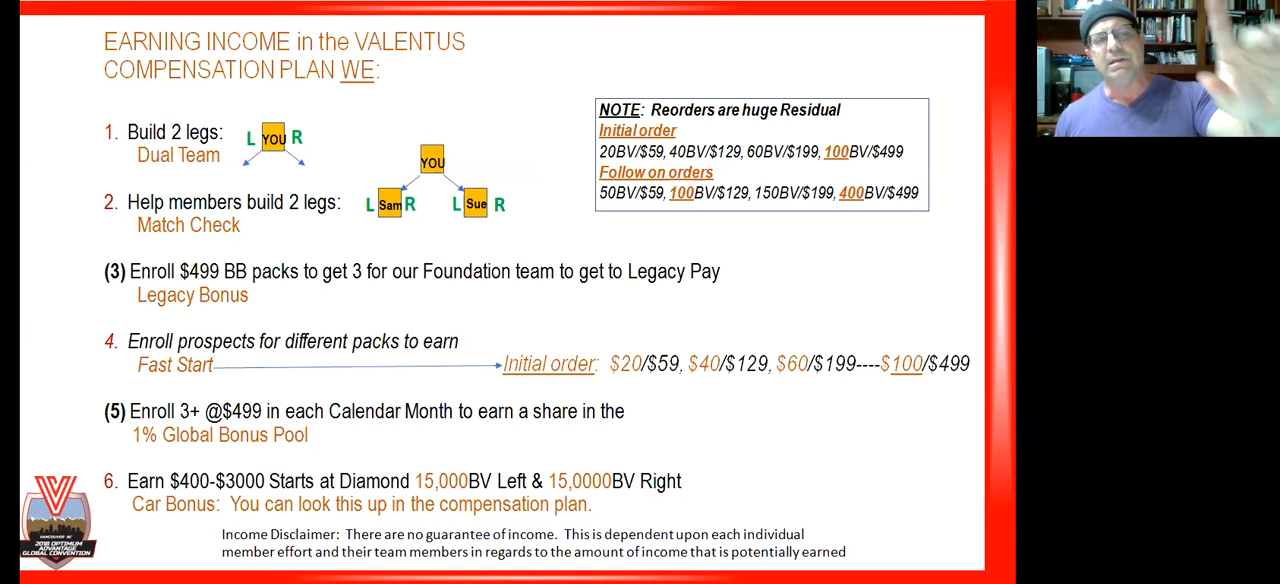 EARNING INCOME in the VALENTUS
COMPENSATION PLAN WE:
1. Build 2 legs:
Dual Team
L YOU R
YOU
2. Help members build 2 legs:
Match Check
L Sam R L Sue R
NOTE: Reorders are huge Residual
Initial order
20BV/$59, 40BV/$129, 60BV/$199, 100BV/$499
Follow on orders
50BV/$59, 100BV/$129, 150BV/$199, 400BV/$499
(3) Enroll $499 BB packs to get 3 for our Foundation team to get to Legacy Pay
Legacy Bonus
4. Enroll prospects for different packs to earn
Fast Start
Initial order: $20/$59, $40/$129, $60/$199----$100/$499
(5) Enroll 3+ @$499 in each Calendar Month to earn a share in the
1% Global Bonus Pool
6. Earn $400-$3000 Starts at Diamond 15,000BV Left & 15,0000BV Right
Car Bonus: You can look this up in the compensation plan.
V
VANCOUVER BC
2018 OPTIMUM
ADVANTAGE
GLOBAL CONVENTION
Income Disclaimer: There are no guarantee of income. This is dependent upon each individual
member effort and their team members in regards to the amount of income that is potentially earned